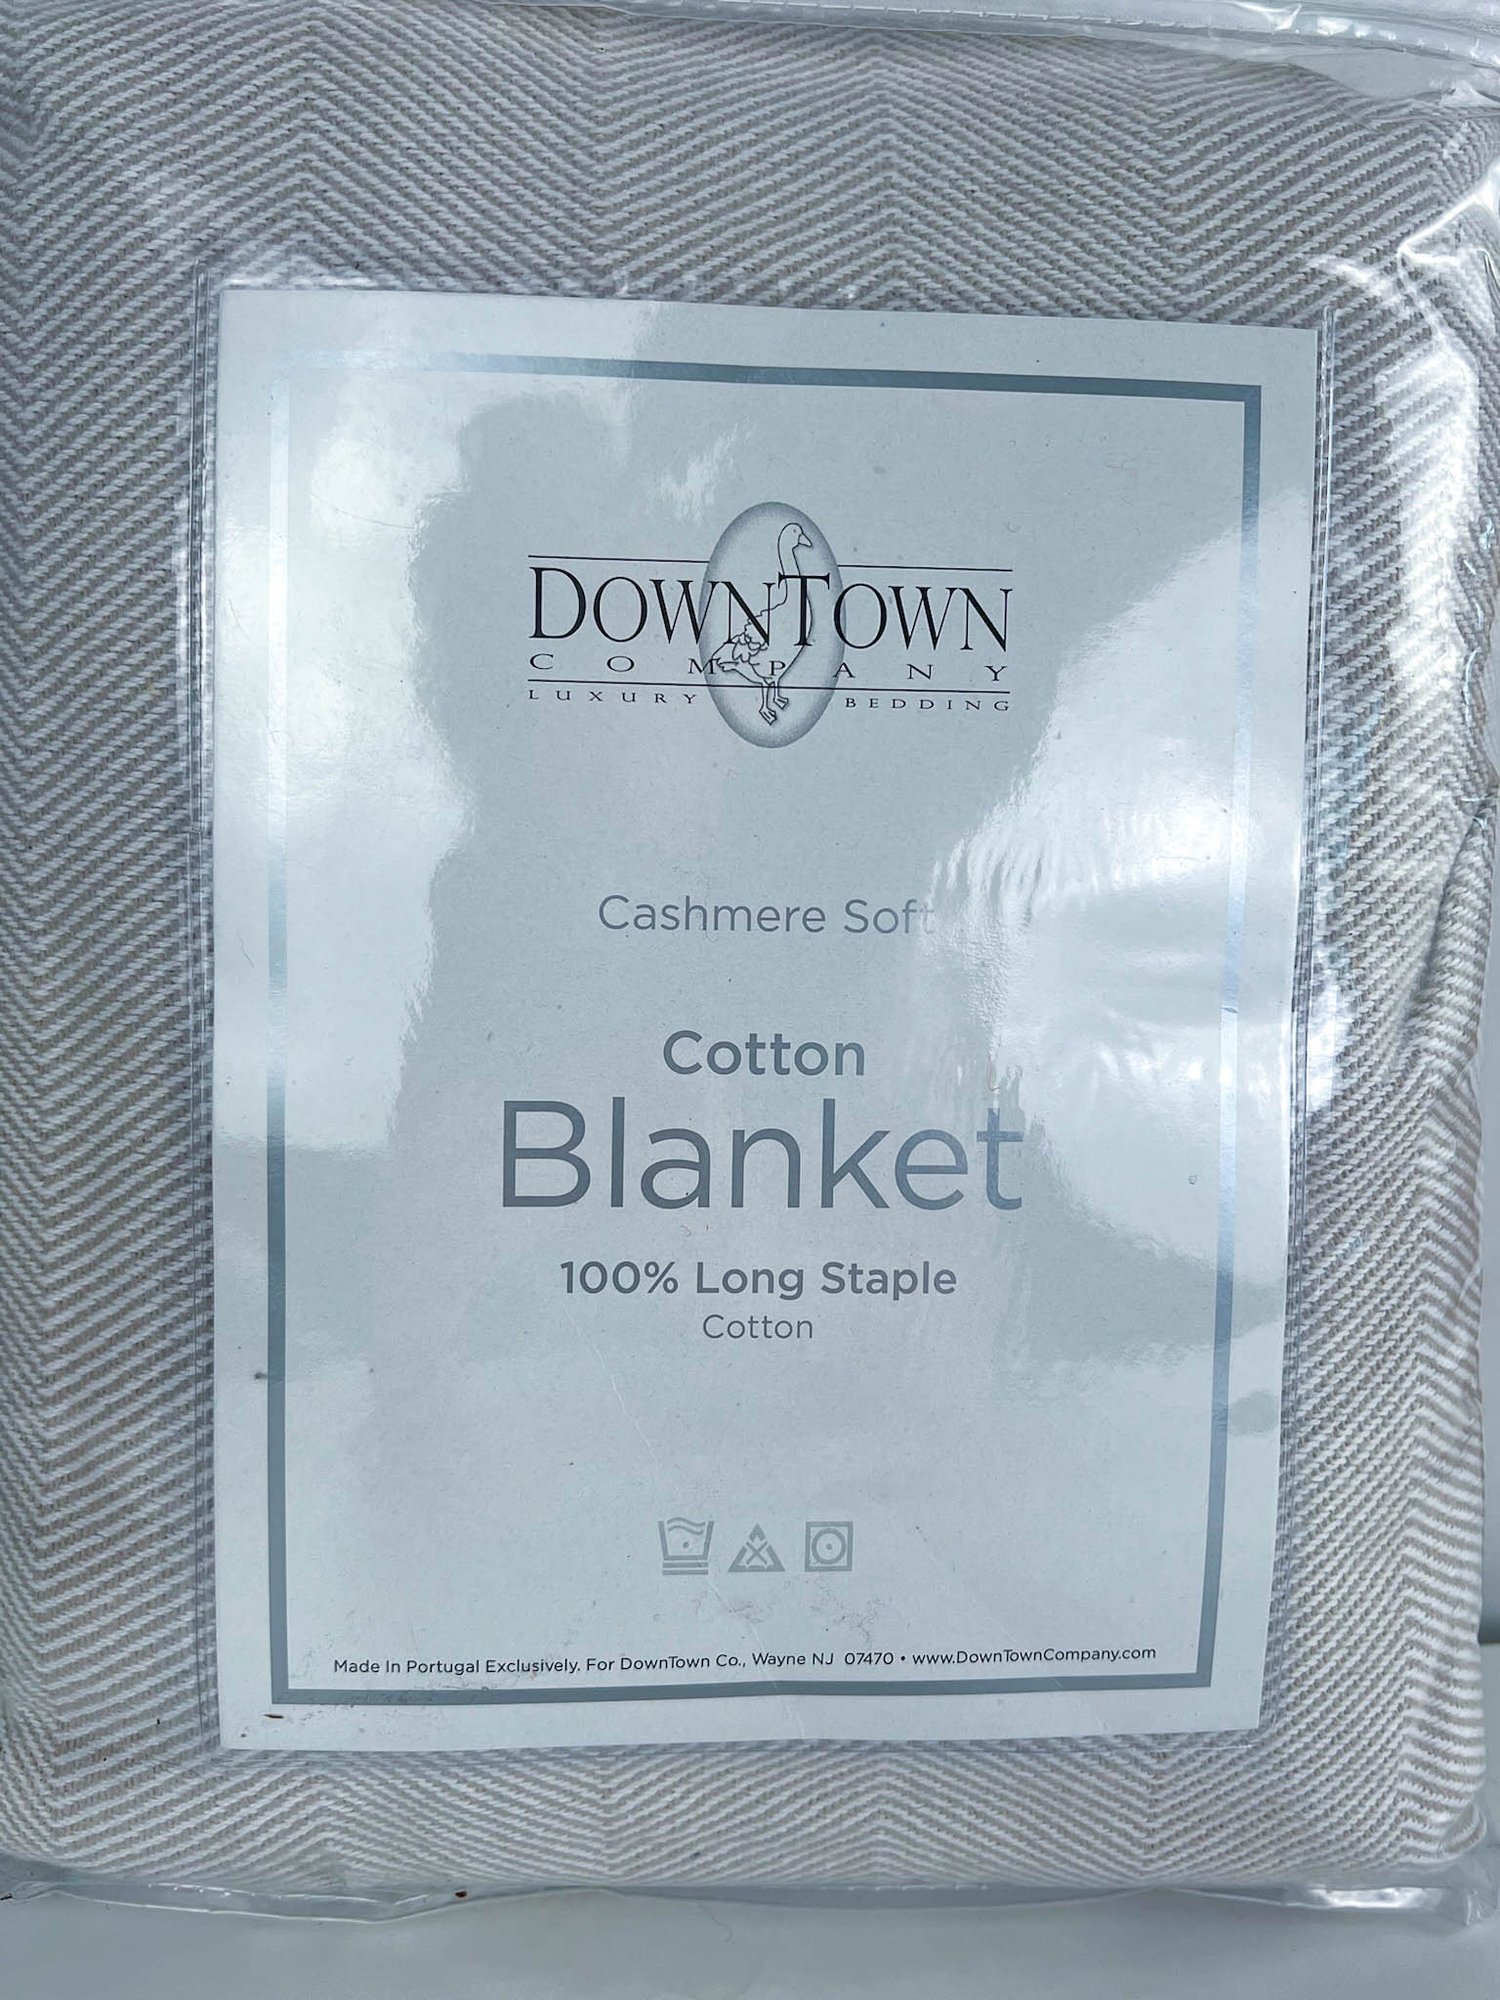 DOWNTOWN
COMPANY
LUXURY BEDDING
Cashmere Soft
Cotton
Blanket
100% Long Staple
Cotton
Made In Portugal Exclusively. For DownTown Co., Wayne NJ 07470 • www.DownTownCompany.com